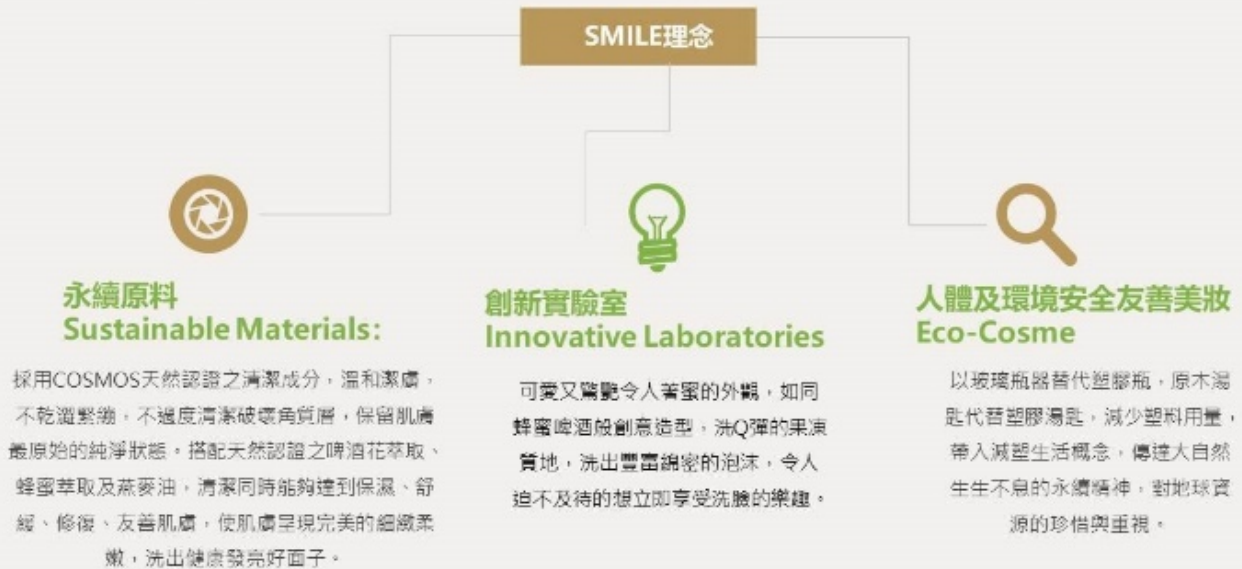 SMILE理念
永續原料
Sustainable Materials:
採用COSMOS天然認證之清潔成分，溫和潔膚，
不乾澀緊繃，不過度清潔破壞角質層，保留肌膚
最原始的純淨狀態。搭配天然認證之啤酒花萃取、
蜂蜜萃取及燕麥油，清潔同時能夠達到保濕、舒
緩、修復、友善肌膚，使肌膚呈現完美的細緻柔
嫩，洗出健康發亮好面子。
創新實驗室
Innovative Laboratories
可愛又驚艷令人著蜜的外觀，如同
蜂蜜啤酒般創意造型，洗Q彈的果凍
質地，洗出豐富綿密的泡沫，令人
迫不及待的想立即享受洗臉的樂趣。
人體及環境安全友善美妝
Eco-Cosme
以玻璃瓶器替代塑膠瓶，原木湯
匙代替塑膠湯匙，減少塑料用量，
帶入減塑生活概念，傳達大自然
生生不息的永續精神，對地球資
源的珍惜與重視。